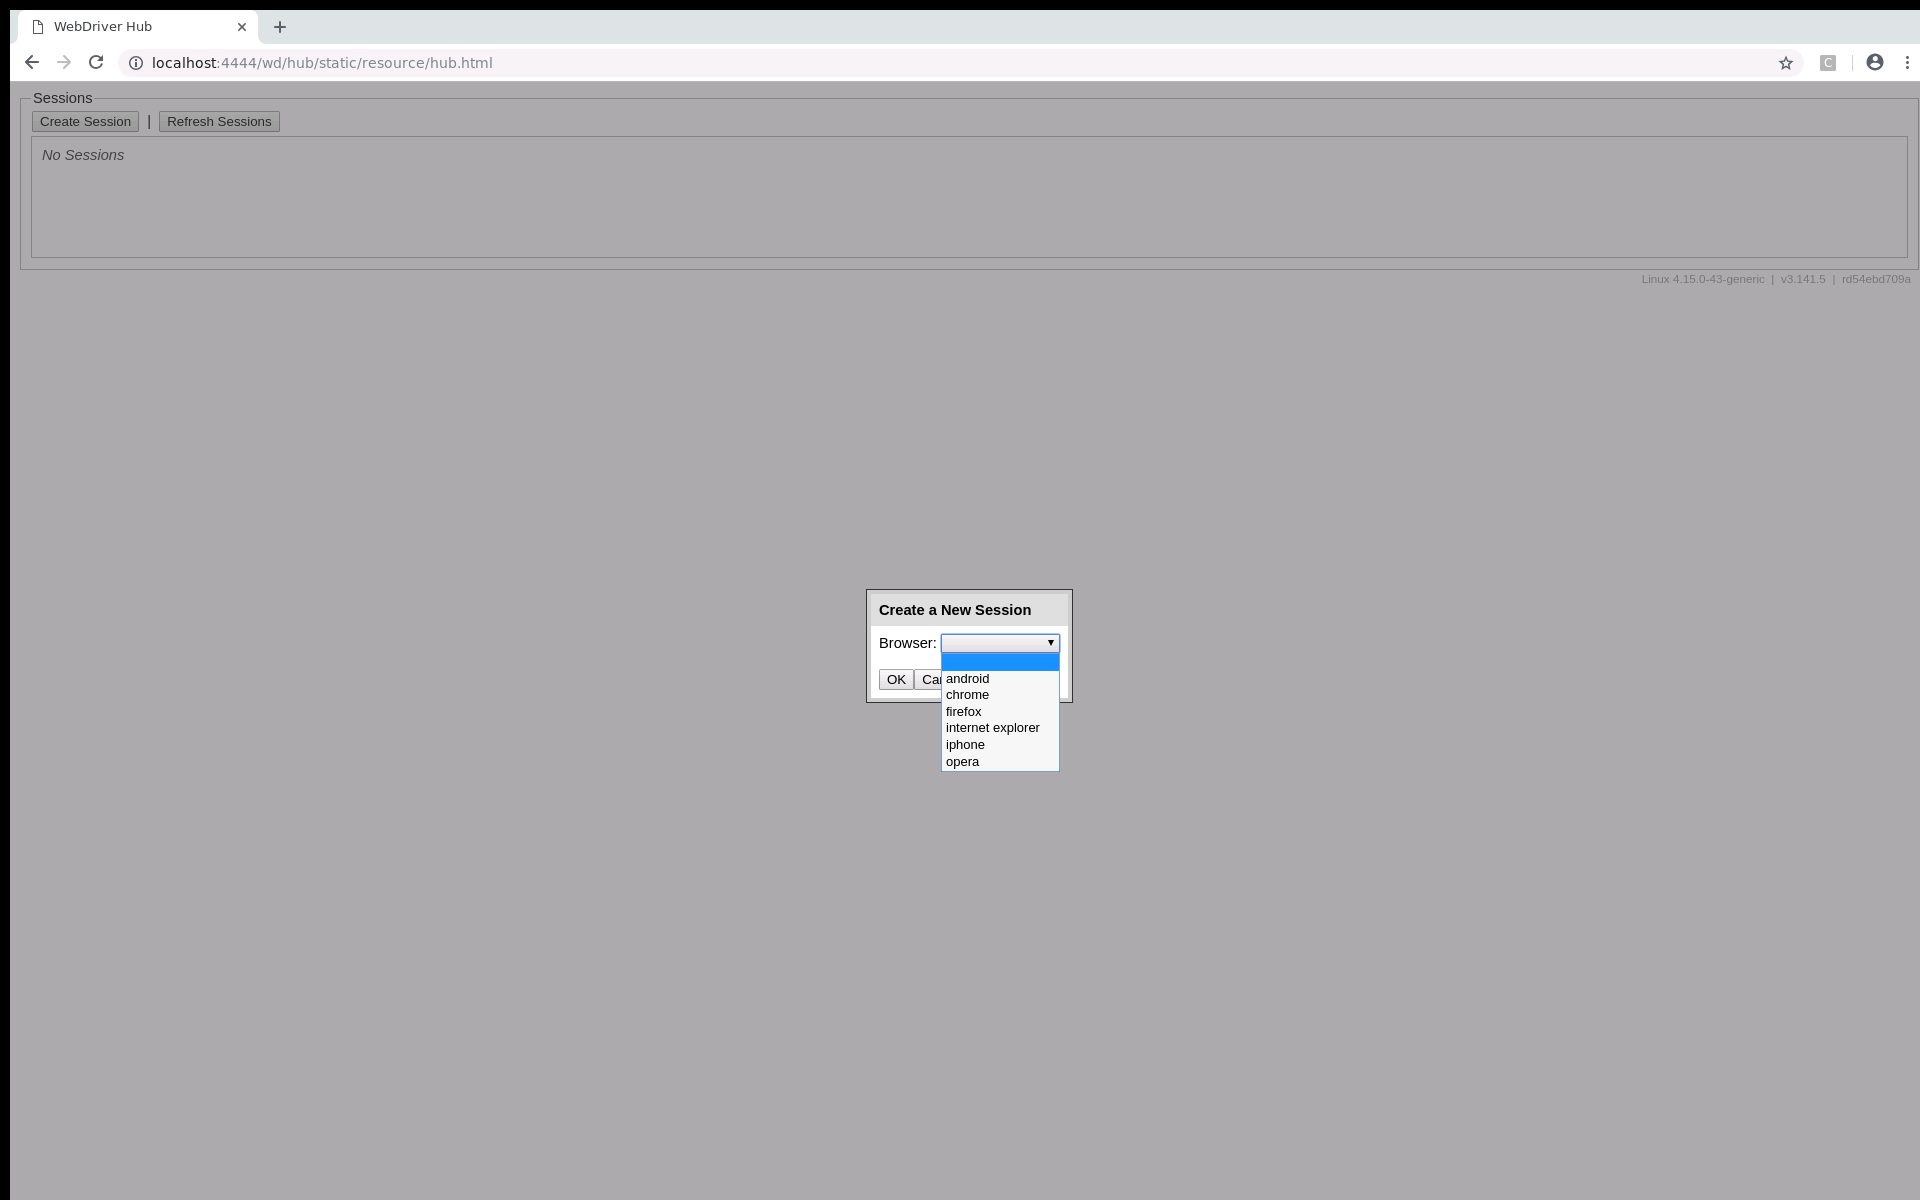 WebDriver Hub
localhost:4444/wd/hub/static/resource/hub.html
C
Sessions
Create Session | Refresh Sessions
No Sessions
Linux 4.15.0-43-generic | v3.141.5 | rd54ebd709a
Create a New Session
Browser:
OK Can
android
chrome
firefox
internet explorer
iphone
opera